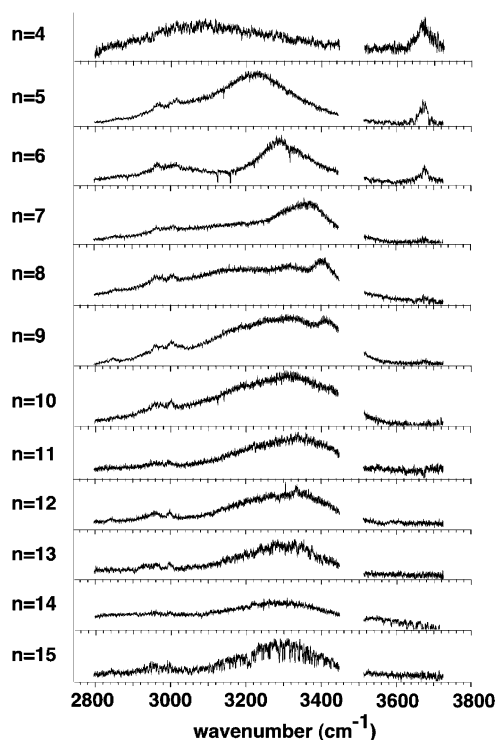 n=4
n=5
n=6
n=7
n=8
n=9
n=10
n=11
n=12
n=13
n=14
n=15
2800 3000 3200 3400 3600 3800
wavenumber (cm-1)